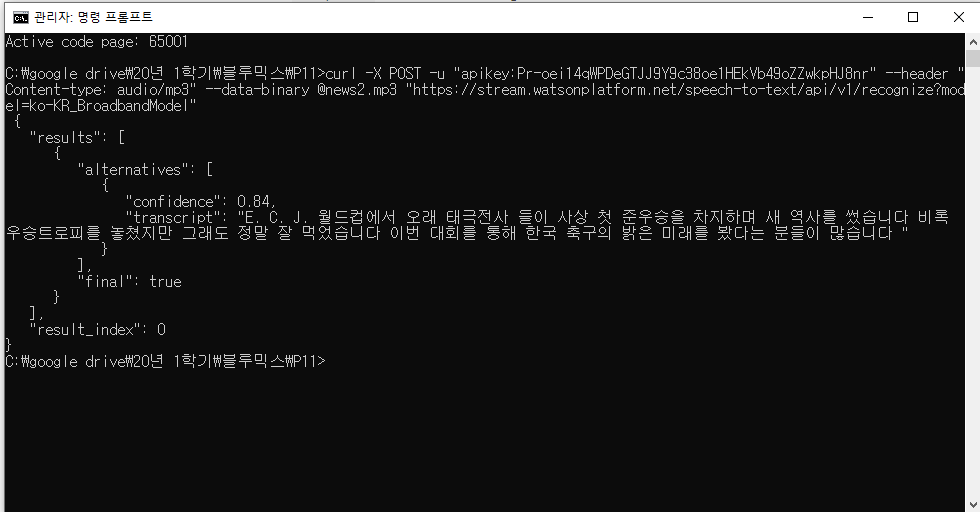 관리자: 명령 프롬프트
Active code page: 65001
C:\google drive\20년 1학기\블루믹스\P11>curl -X POST -u "apikey:Pr-oei14qWPDeGTJJ9Y9c38oe1HEkVb49oZZwkpHJ8nr" --header "
Content-type: audio/mp3" --data-binary @news2.mp3 "https://stream.watsonplatform.net/speech-to-text/api/v1/recognize?mod
el=ko-KR_BroadbandModel"
{
"results": [
{
"alternatives": [
{
"confidence": 0.84,
"transcript": "E. C. J. 월드컵에서 오래 태극전사 들이 사상 첫 준우승을 차지하며 새 역사를 썼습니다 비록
우승트로피를 놓쳤지만 그래도 정말 잘 먹었습니다 이번 대회를 통해 한국 축구의 밝은 미래를 봤다는 분들이 많습니다 "
}
],
"final": true
}
],
"result_index": 0
}
C:\google drive\20년 1학기\블루믹스\P11>